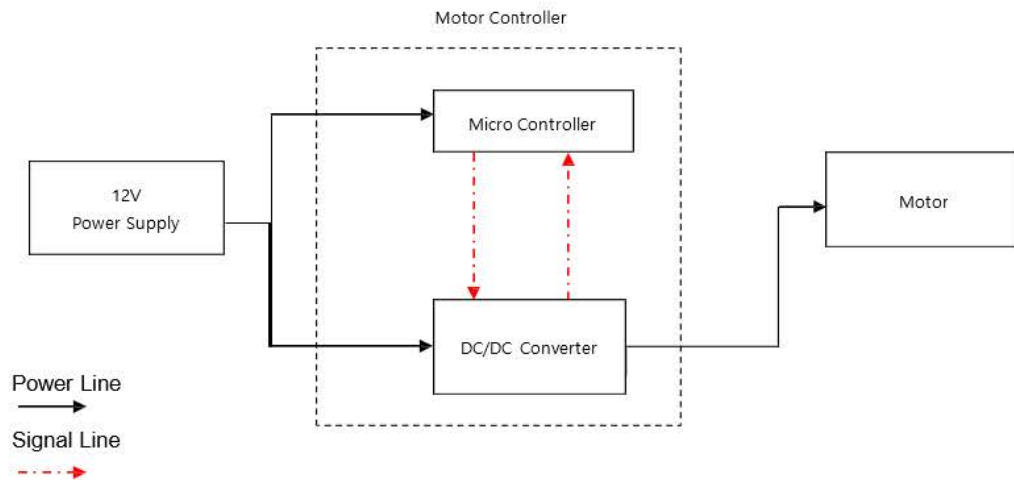 Motor Controller
Micro Controller
12V
Power Supply
Motor
DC/DC Converter
Power Line
Signal Line